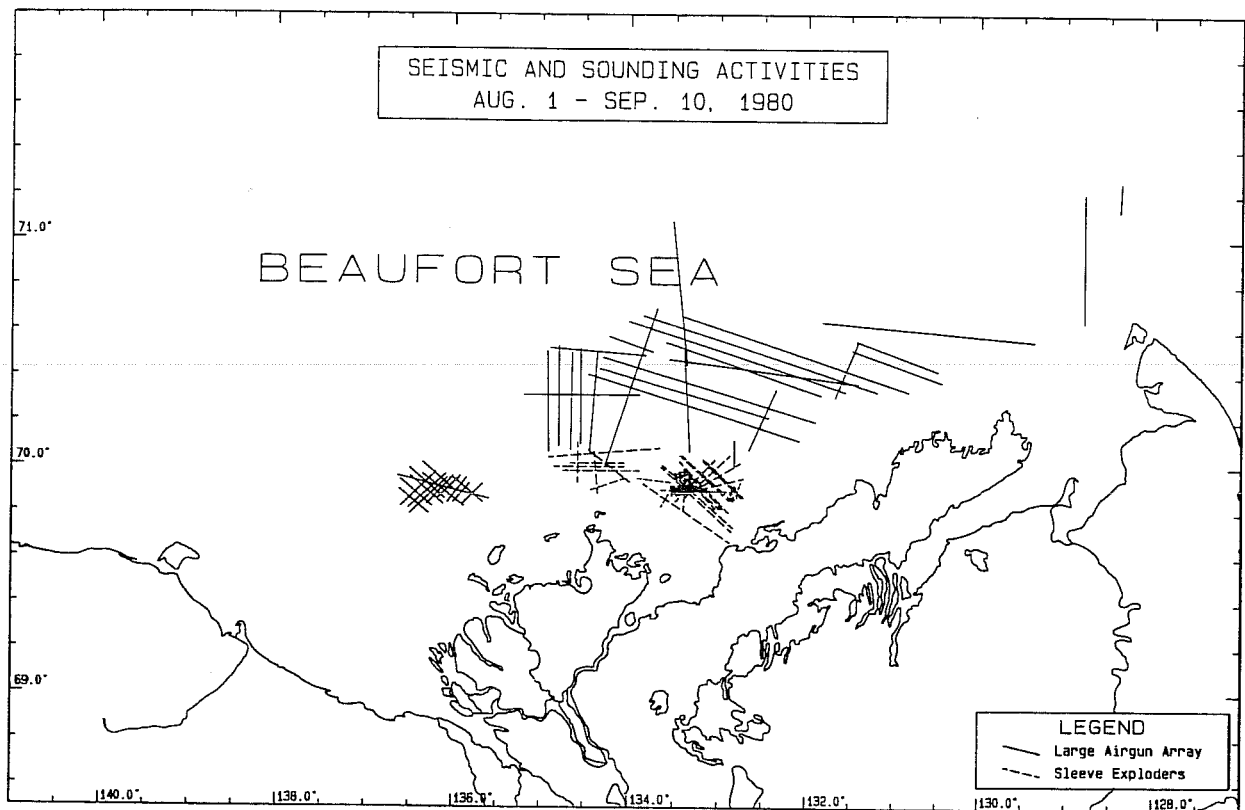 SEISMIC AND SOUNDING ACTIVITIES
AUG. 1 - SEP. 10, 1980
71.0°
BEAUFORT SEA
70.0°
69.0°
LEGEND
Large Airgun Array
Sleeve Exploders
140.0° 138.0° 136.0° 134.0° 132.0° 130.0° 128.0°